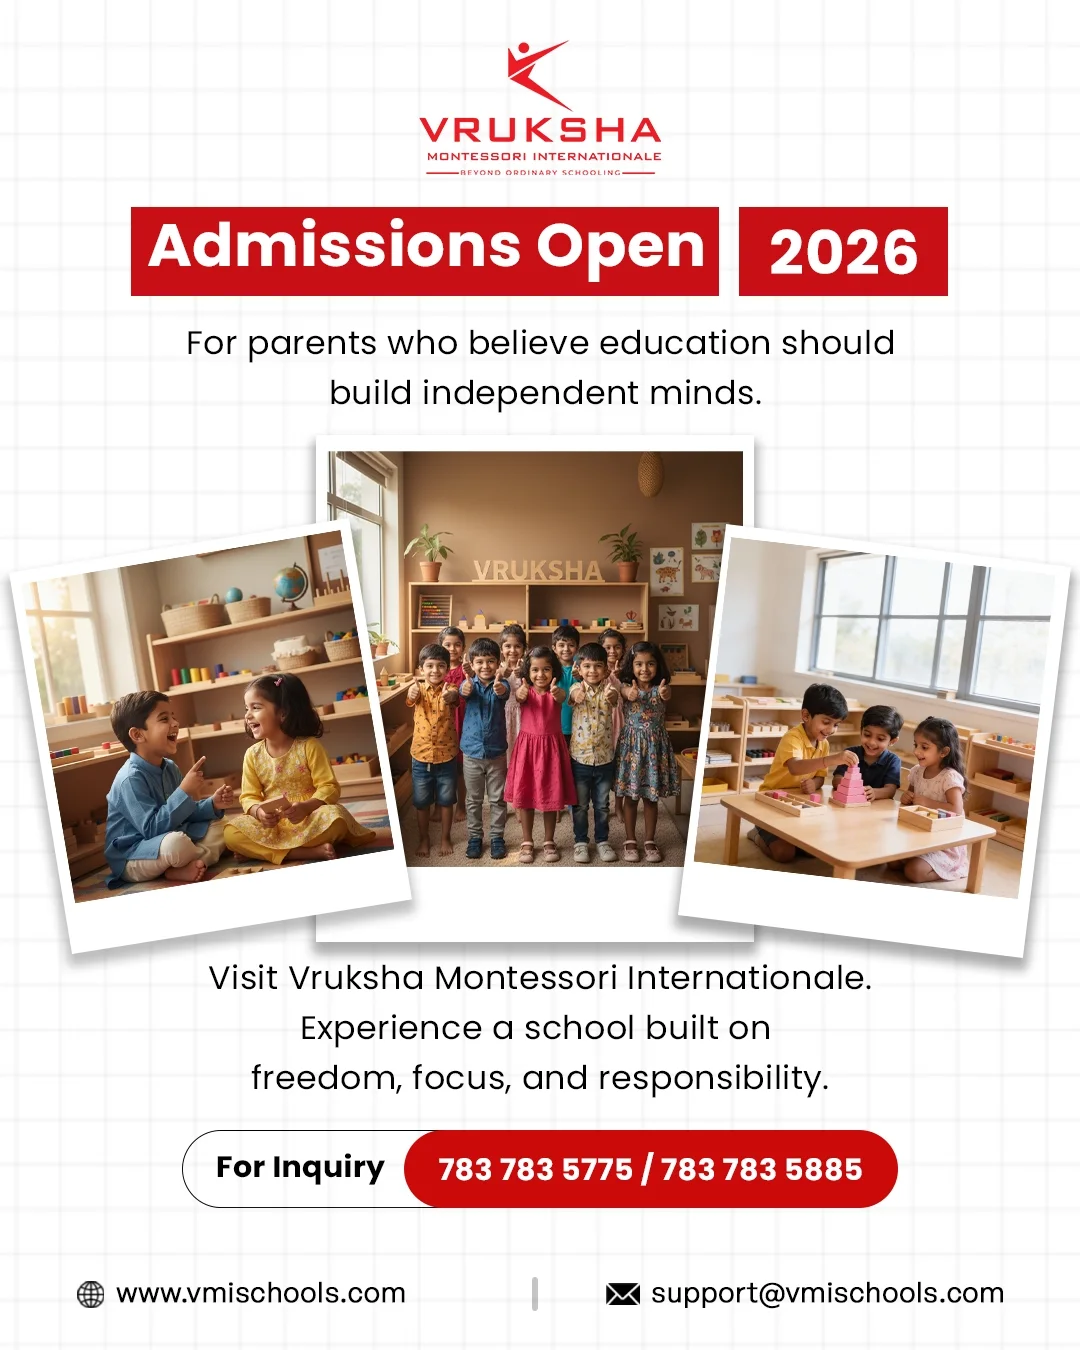 VRUKSHA
MONTESSORI INTERNATIONALE
BEYOND ORDINARY SCHOOLING
Admissions Open 2026
For parents who believe education should
build independent minds.
VRUKSHA
Visit Vruksha Montessori Internationale.
Experience a school built on
freedom, focus, and responsibility.
For Inquiry 783 783 5775 / 783 783 5885
www.vmischools.com | support@vmischools.com